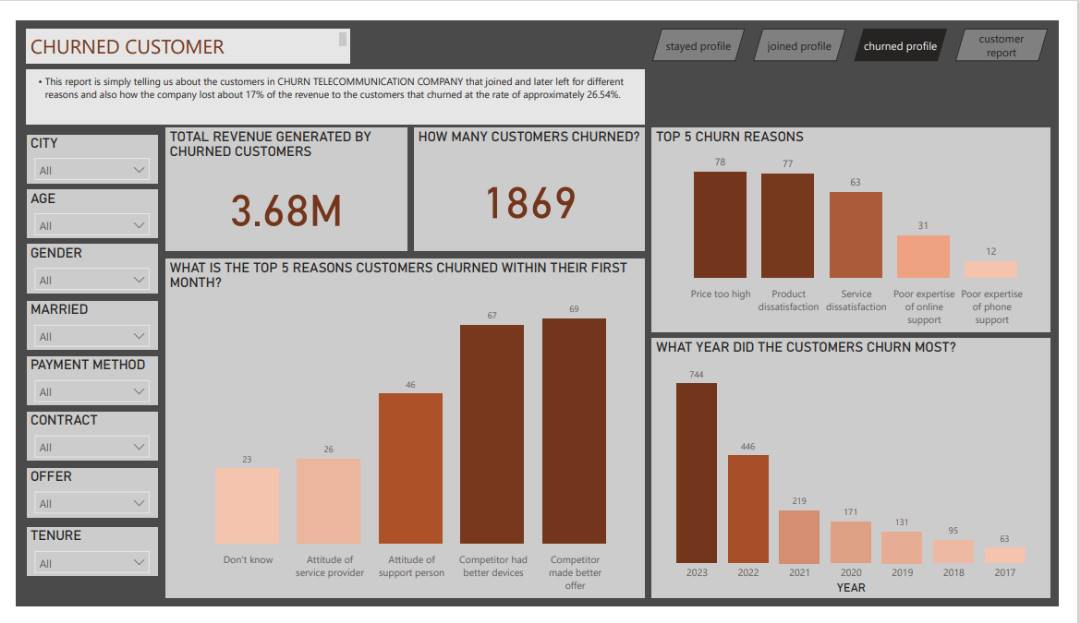 CHURNED CUSTOMER
stayed profile
joined profile
churned profile
customer
report
• This report is simply telling us about the customers in CHURN TELECOMMUNICATION COMPANY that joined and later left for different
reasons and also how the company lost about 17% of the revenue to the customers that churned at the rate of approximately 26.54%.
CITY
All
AGE
All
GENDER
All
MARRIED
All
PAYMENT METHOD
All
CONTRACT
All
OFFER
All
TENURE
All
TOTAL REVENUE GENERATED BY
CHURNED CUSTOMERS
3.68M
HOW MANY CUSTOMERS CHURNED?
1869
WHAT IS THE TOP 5 REASONS CUSTOMERS CHURNED WITHIN THEIR FIRST
MONTH?
23
26
46
67
69
Don't know
Attitude of
service provider
Attitude of
support person
Competitor had
better devices
Competitor
made better
offer
TOP 5 CHURN REASONS
78
77
63
31
12
Price too high
Product
dissatisfaction
Service
dissatisfaction
Poor expertise
of online
support
Poor expertise
of phone
support
WHAT YEAR DID THE CUSTOMERS CHURN MOST?
744
446
219
171
131
95
63
2023
2022
2021
2020
2019
2018
2017
YEAR